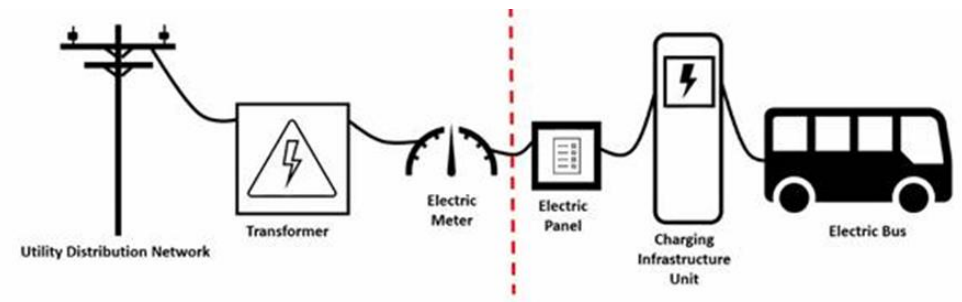 Utility Distribution Network
Transformer
Electric
Meter
Electric
Panel
Charging
Infrastructure
Unit
Electric Bus